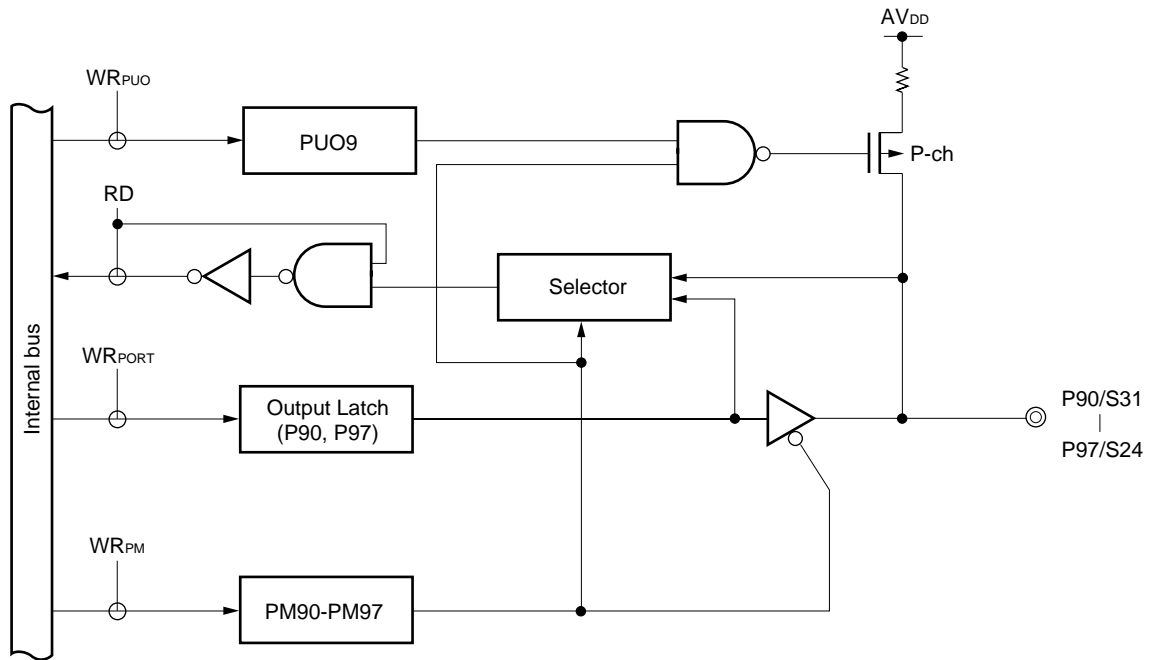 AVDD
WRPUO
PUO9
P-ch
RD
Selector
Internal bus
WRPORT
Output Latch
(P90, P97)
P90/S31
P97/S24
WRPM
PM90-PM97